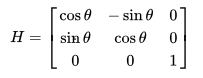 H = [ cos θ  − sin θ  0
sin θ  cos θ  0
0  0  1 ]